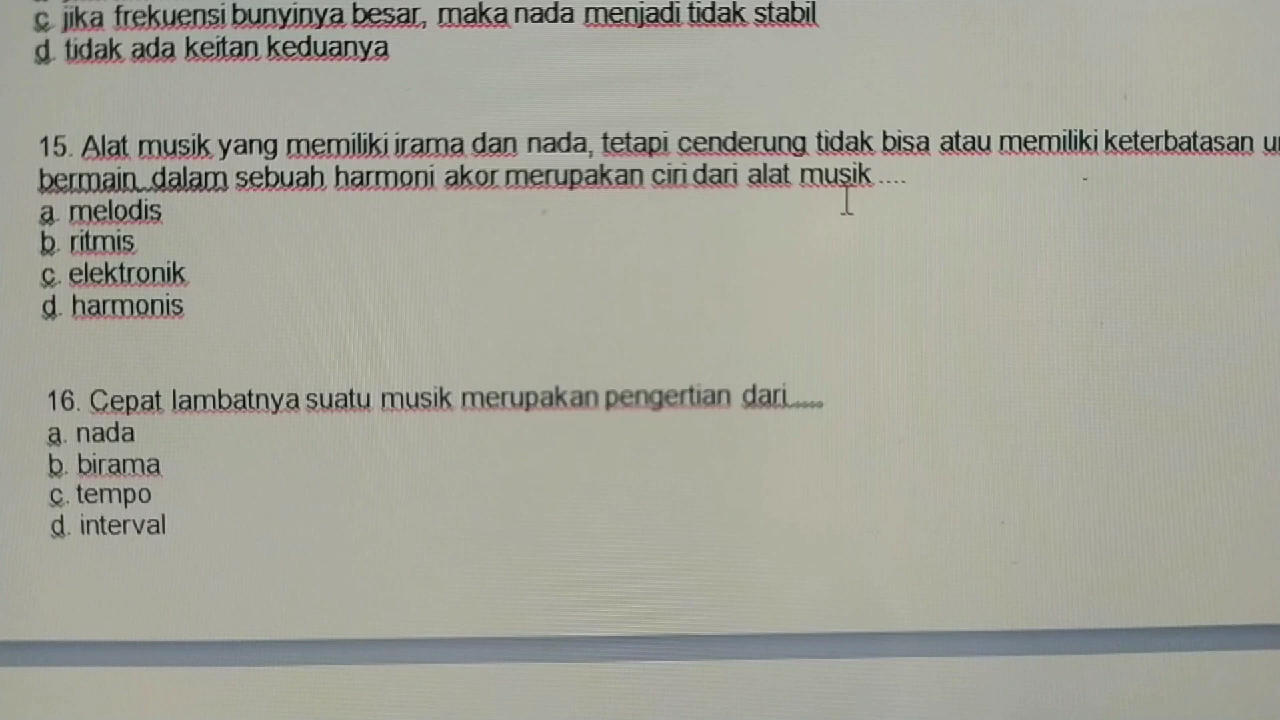 c. jika frekuensi bunyinya besar, maka nada menjadi tidak stabil
d. tidak ada keitan keduanya
15. Alat musik yang memiliki irama dan nada, tetapi cenderung tidak bisa atau memiliki keterbatasan
bermain dalam sebuah harmoni akor merupakan ciri dari alat musik ....
a. melodis
b. ritmis
c. elektronik
d. harmonis
16. Cepat lambatnya suatu musik merupakan pengertian dari.....
a. nada
b. birama
c. tempo
d. interval